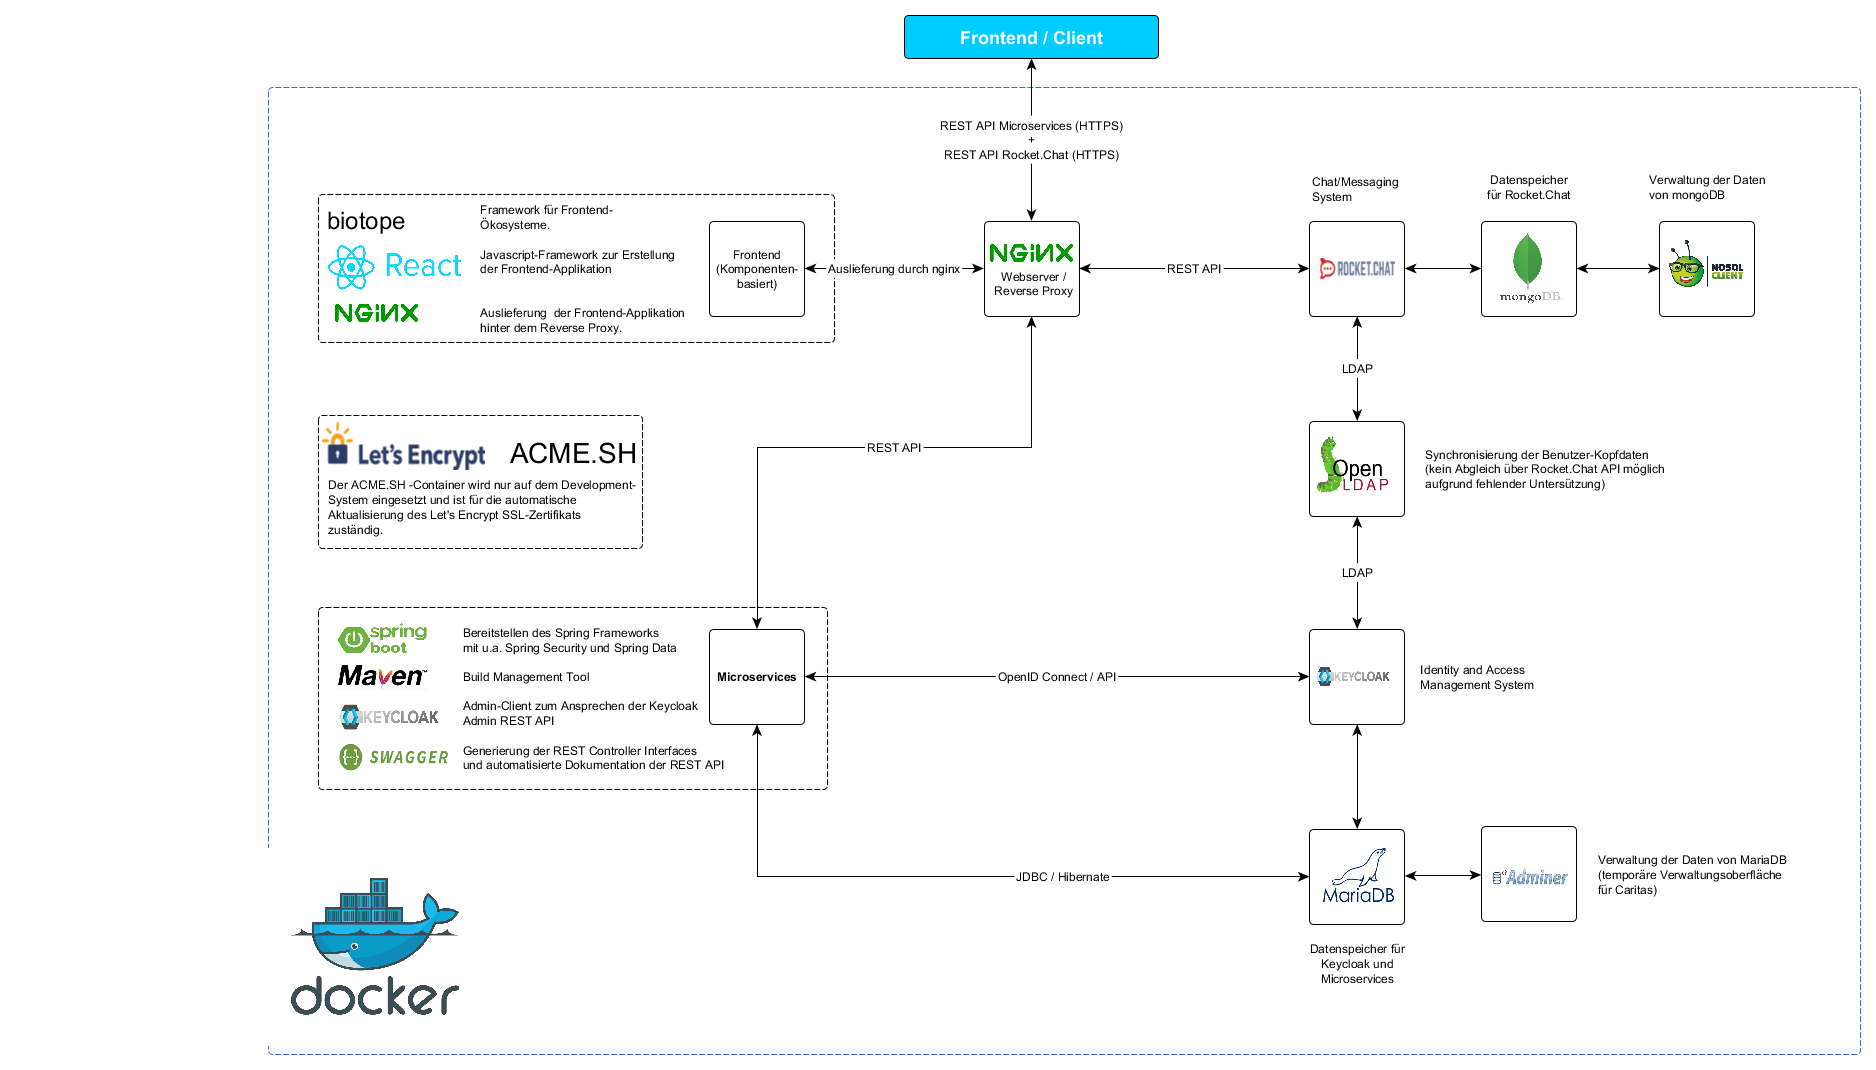 Frontend / Client
REST API Microservices (HTTPS)
+
REST API Rocket.Chat (HTTPS)
biotope
Framework für Frontend-
Ökosysteme.
React
Javascript-Framework zur Erstellung
der Frontend-Applikation
NGiNX
Auslieferung  der Frontend-Applikation
hinter dem Reverse Proxy.
Frontend
(Komponenten-
basiert)
Auslieferung durch nginx
NGiNX
Webserver /
Reverse Proxy
REST API
Chat/Messaging
System
ROCKET.CHAT
Datenspeicher
für Rocket.Chat
mongoDB
Verwaltung der Daten
von mongoDB
NOSQL
CLIENT
LDAP
Let's Encrypt
ACME.SH
Der ACME.SH -Container wird nur auf dem Development-
System eingesetzt und ist für die automatische
Aktualisierung des Let's Encrypt SSL-Zertifikats
zuständig.
REST API
Open
LDAP
Synchronisierung der Benutzer-Kopfdaten
(kein Abgleich über Rocket.Chat API möglich
aufgrund fehlender Untersützung)
LDAP
spring
boot
Bereitstellen des Spring Frameworks
mit u.a. Spring Security und Spring Data
Maven™
Build Management Tool
KEYCLOAK
Admin-Client zum Ansprechen der Keycloak
Admin REST API
SWAGGER
Generierung der REST Controller Interfaces
und automatisierte Dokumentation der REST API
Microservices
OpenID Connect / API
KEYCLOAK
Identity and Access
Management System
JDBC / Hibernate
MariaDB
Datenspeicher für
Keycloak und
Microservices
Adminer
Verwaltung der Daten von MariaDB
(temporäre Verwaltungsoberfläche
für Caritas)
docker